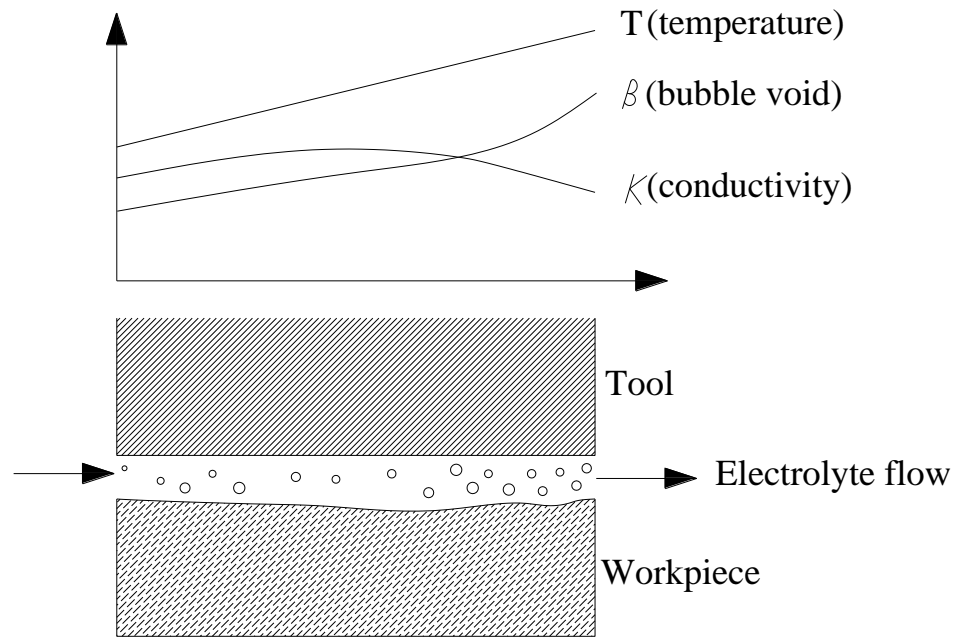 T (temperature)
β (bubble void)
K (conductivity)
Tool
Electrolyte flow
Workpiece